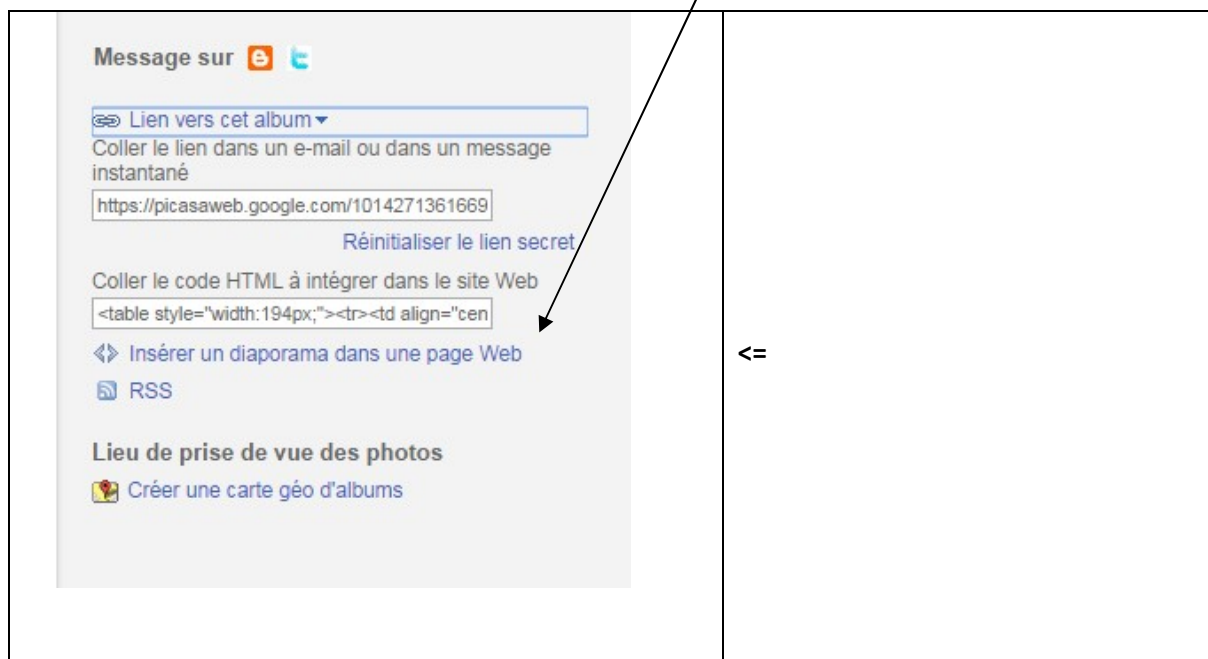 Message sur
Lien vers cet album
Coller le lien dans un e-mail ou dans un message
instantané
https://picasaweb.google.com/1014271361669
Réinitialiser le lien secret
Coller le code HTML à intégrer dans le site Web
<table style="width:194px;"><tr><td align="cen
Insérer un diaporama dans une page Web
<=
RSS
Lieu de prise de vue des photos
Créer une carte géo d'albums